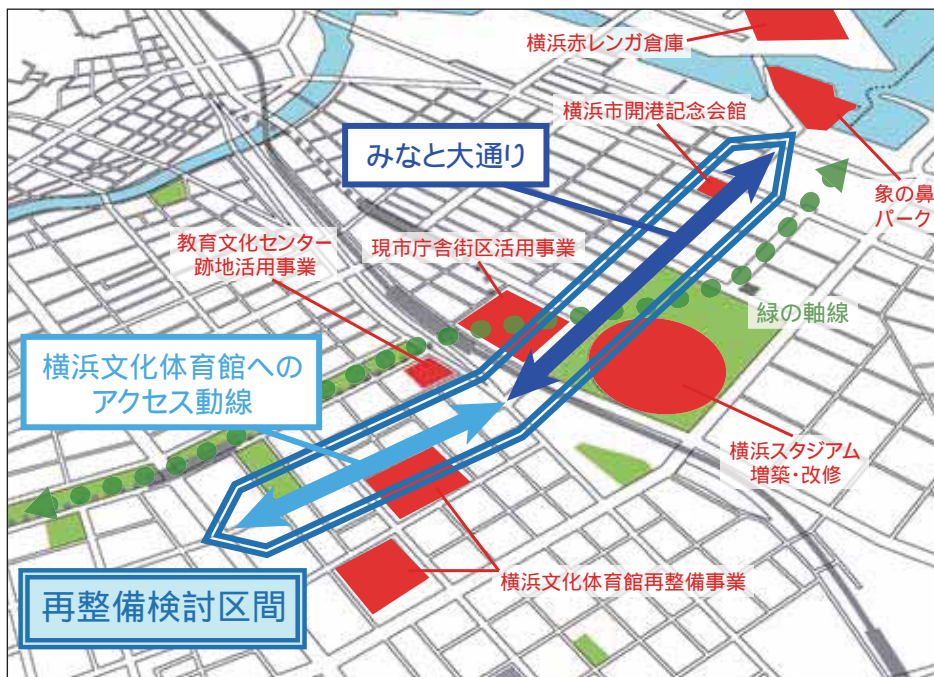 横浜赤レンガ倉庫
横浜市開港記念会館
みなと大通り
象の鼻
パーク
教育文化センター
跡地活用事業
現市庁舎街区活用事業
緑の軸線
横浜文化体育館への
アクセス動線
横浜スタジアム
増築・改修
横浜文化体育館再整備事業
再整備検討区間